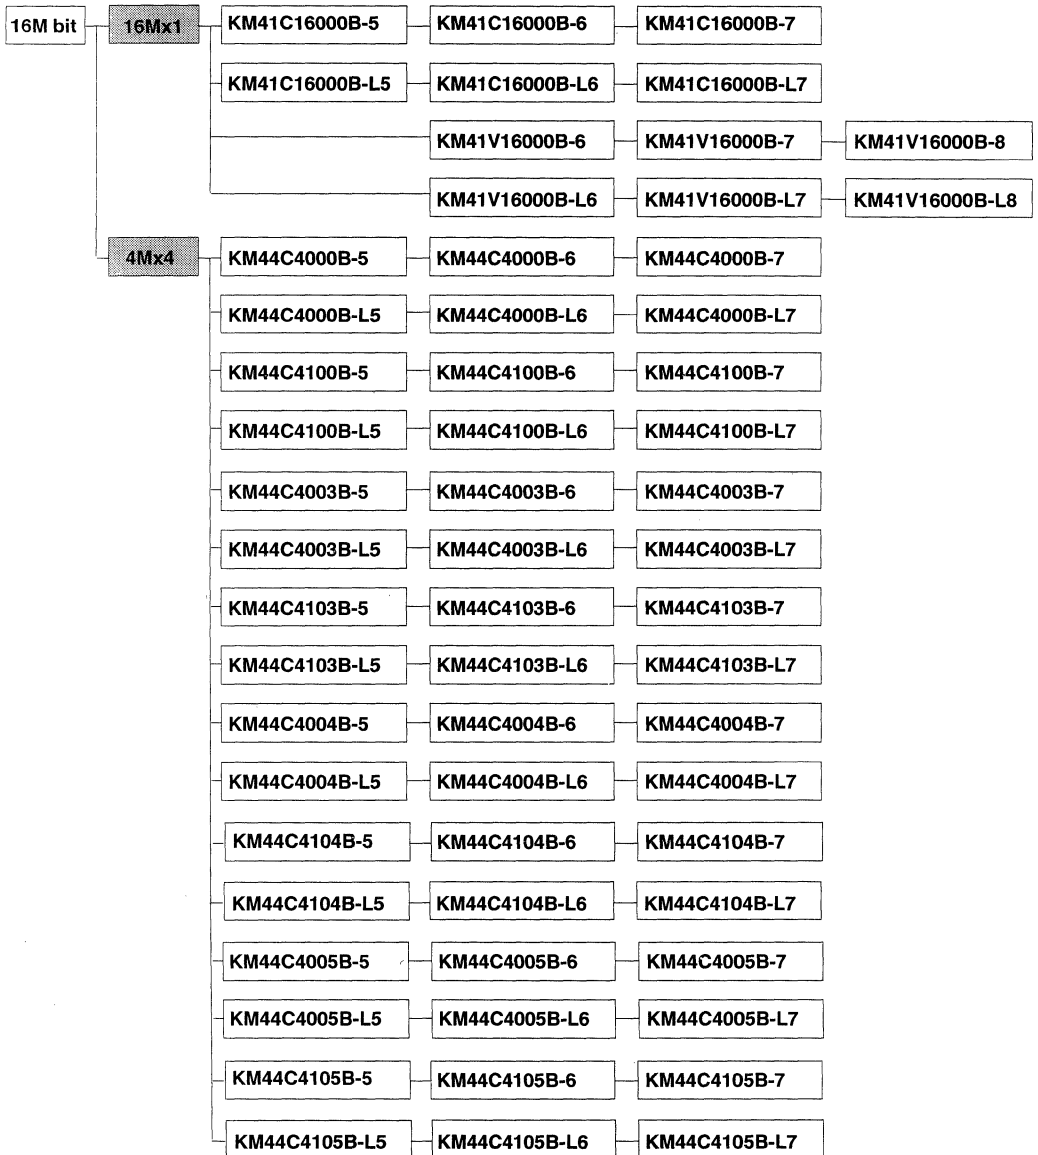 16M bit 16Mx1 KM41C16000B-5 KM41C16000B-6 KM41C16000B-7
KM41C16000B-L5 KM41C16000B-L6 KM41C16000B-L7
KM41V16000B-6 KM41V16000B-7 KM41V16000B-8
KM41V16000B-L6 KM41V16000B-L7 KM41V16000B-L8
4Mx4 KM44C4000B-5 KM44C4000B-6 KM44C4000B-7
KM44C4000B-L5 KM44C4000B-L6 KM44C4000B-L7
KM44C4100B-5 KM44C4100B-6 KM44C4100B-7
KM44C4100B-L5 KM44C4100B-L6 KM44C4100B-L7
KM44C4003B-5 KM44C4003B-6 KM44C4003B-7
KM44C4003B-L5 KM44C4003B-L6 KM44C4003B-L7
KM44C4103B-5 KM44C4103B-6 KM44C4103B-7
KM44C4103B-L5 KM44C4103B-L6 KM44C4103B-L7
KM44C4004B-5 KM44C4004B-6 KM44C4004B-7
KM44C4004B-L5 KM44C4004B-L6 KM44C4004B-L7
KM44C4104B-5 KM44C4104B-6 KM44C4104B-7
KM44C4104B-L5 KM44C4104B-L6 KM44C4104B-L7
KM44C4005B-5 KM44C4005B-6 KM44C4005B-7
KM44C4005B-L5 KM44C4005B-L6 KM44C4005B-L7
KM44C4105B-5 KM44C4105B-6 KM44C4105B-7
KM44C4105B-L5 KM44C4105B-L6 KM44C4105B-L7